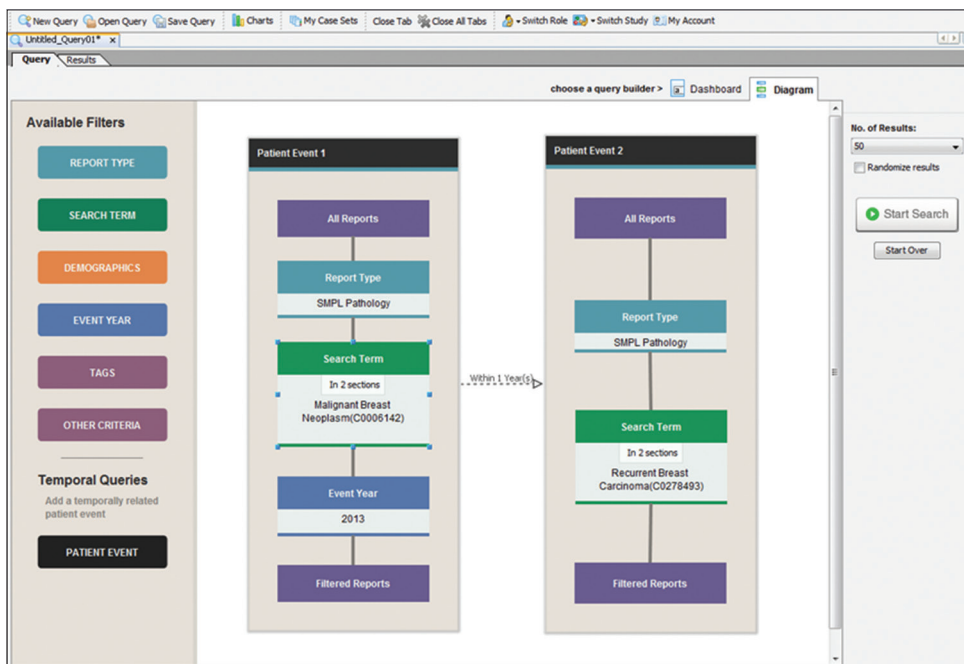 New Query Open Query Save Query Charts My Case Sets Close Tab Close All Tabs Switch Role Switch Study My Account
Untitled_Query01* x
Query Results
choose a query builder > Dashboard Diagram
Available Filters
REPORT TYPE
SEARCH TERM
DEMOGRAPHICS
EVENT YEAR
TAGS
OTHER CRITERIA
Temporal Queries
Add a temporally related
patient event
PATIENT EVENT
Patient Event 1
All Reports
Report Type
SMPL Pathology
Search Term
In 2 sections
Malignant Breast
Neoplasm(C0006142)
Event Year
2013
Filtered Reports
Within 1 Year(s)
Patient Event 2
All Reports
Report Type
SMPL Pathology
Search Term
In 2 sections
Recurrent Breast
Carcinoma(C0278493)
Filtered Reports
No. of Results:
50
Randomize results
Start Search
Start Over